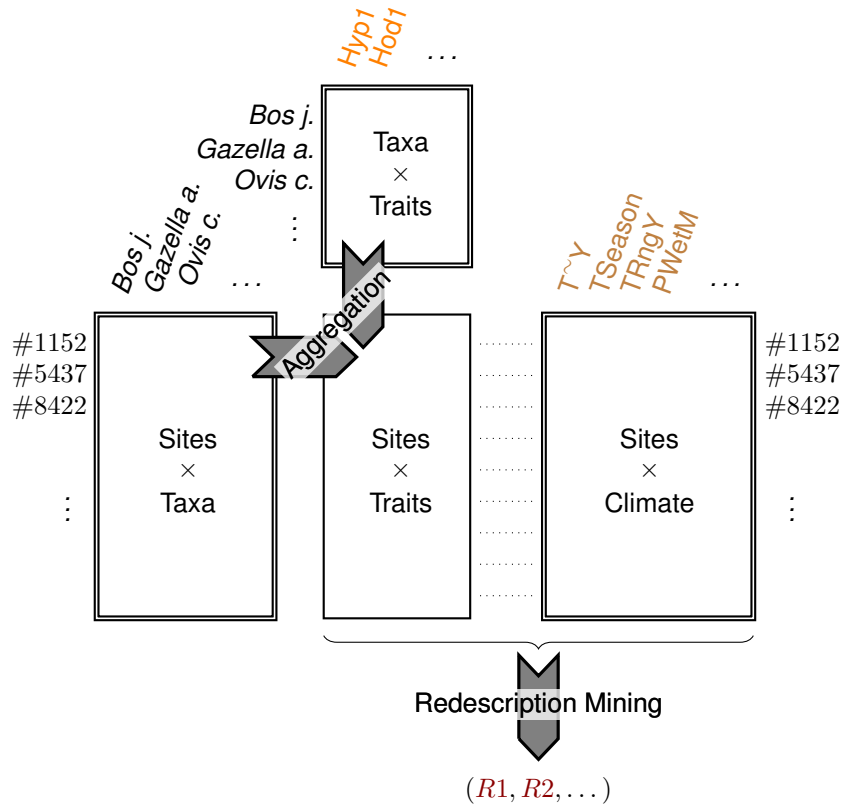 Hyp1
Hod1
...
Bos j.
Gazella a.
Ovis c.
⋮
Taxa
×
Traits
Bos j.
Gazella a.
Ovis c.
...
T~Y
TSeason
TRngY
PWetM
...
Aggregation
#1152
#5437
#8422
⋮
Sites
×
Taxa
Sites
×
Traits
Sites
×
Climate
#1152
#5437
#8422
⋮
Redescription Mining
(R1, R2, ...)